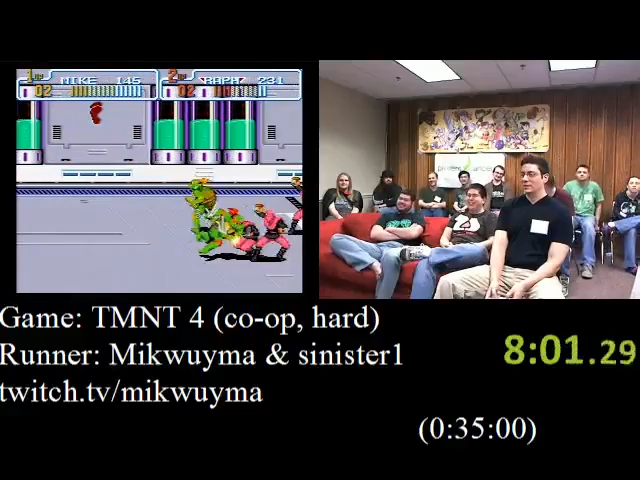 1UP MIKE 145 2UP RAPH 231
02 02
Game: TMNT 4 (co-op, hard)
Runner: Mikwuyma & sinister1
8:01.29
twitch.tv/mikwuyma
(0:35:00)